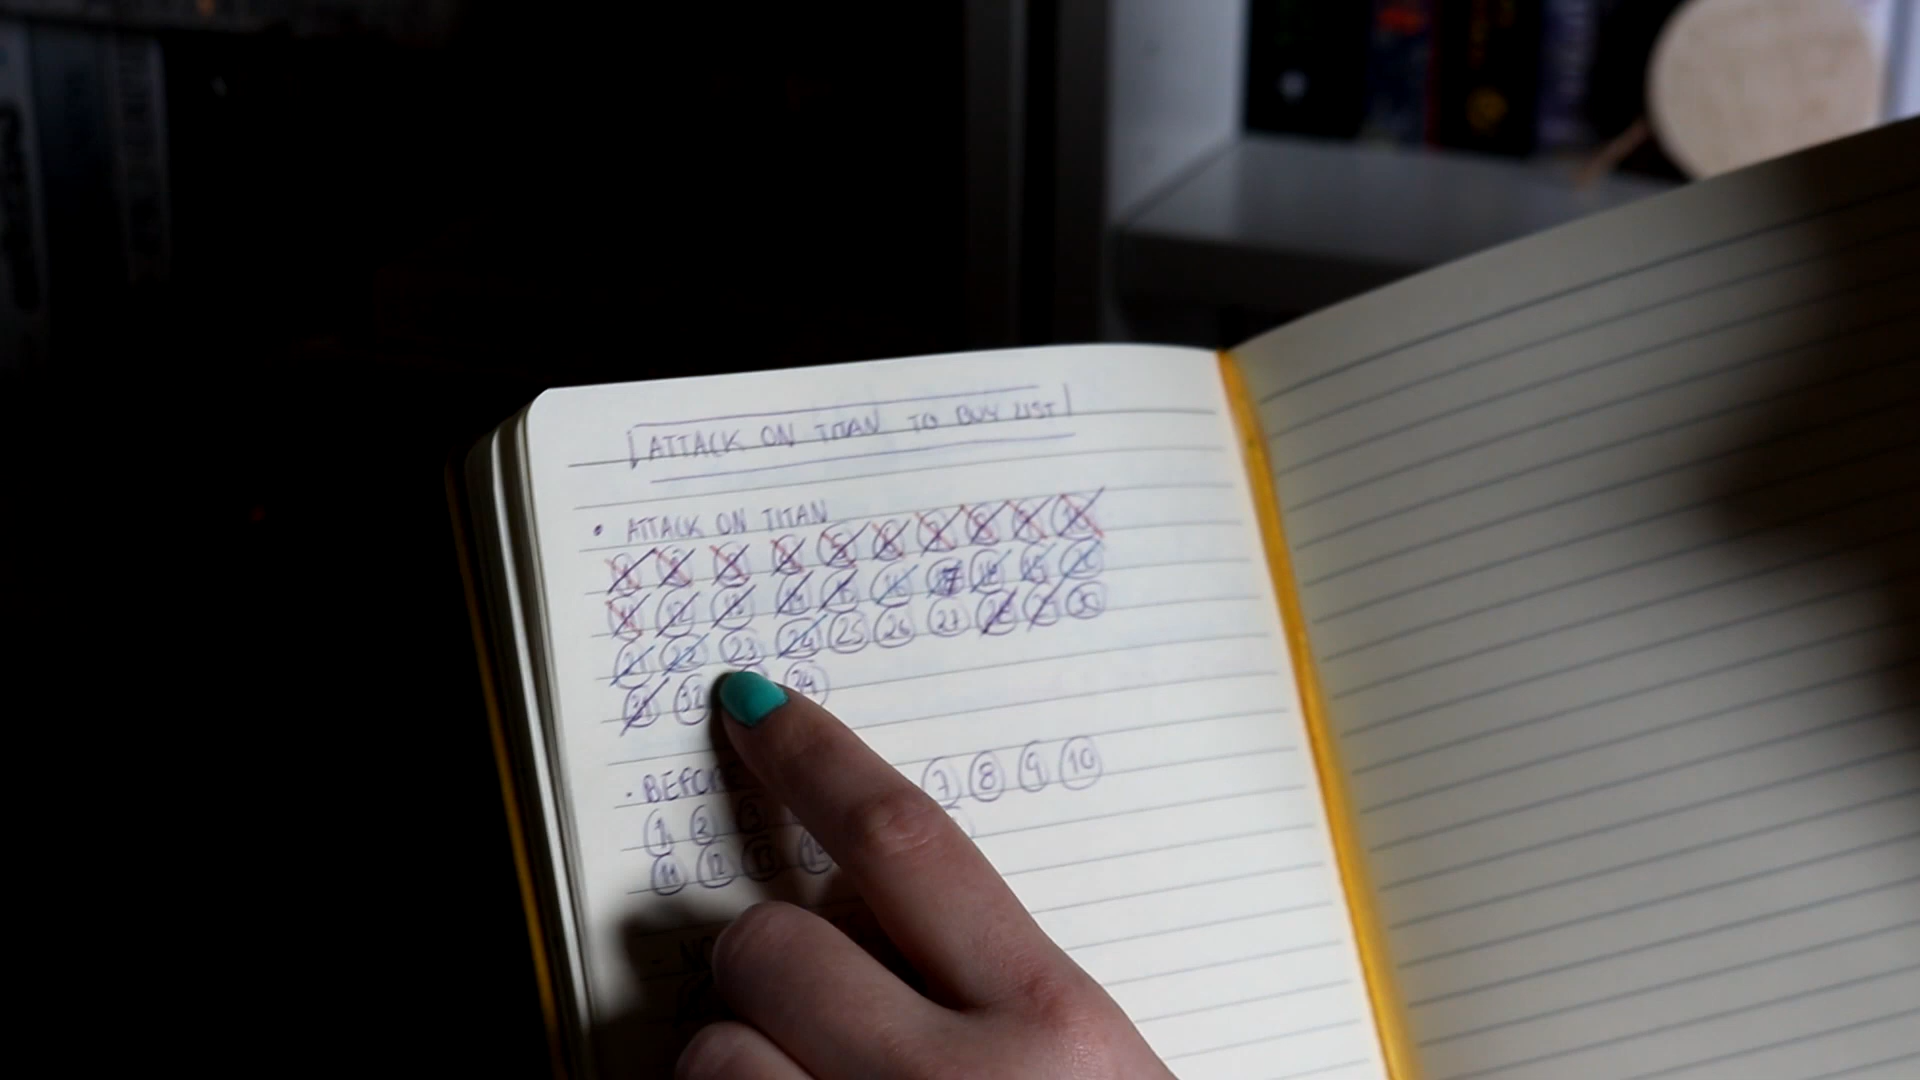 ATTACK ON TITAN TO BUY LIST
• ATTACK ON TITAN
1 2 3 4 5 6 7 8 9 10
11 12 13 14 15 16 17 18 19 20
21 22 23 24 25 26 27 28 29 30
31 32 34
• BEFORE
1 2 3 7 8 9 10
11 12 13 14